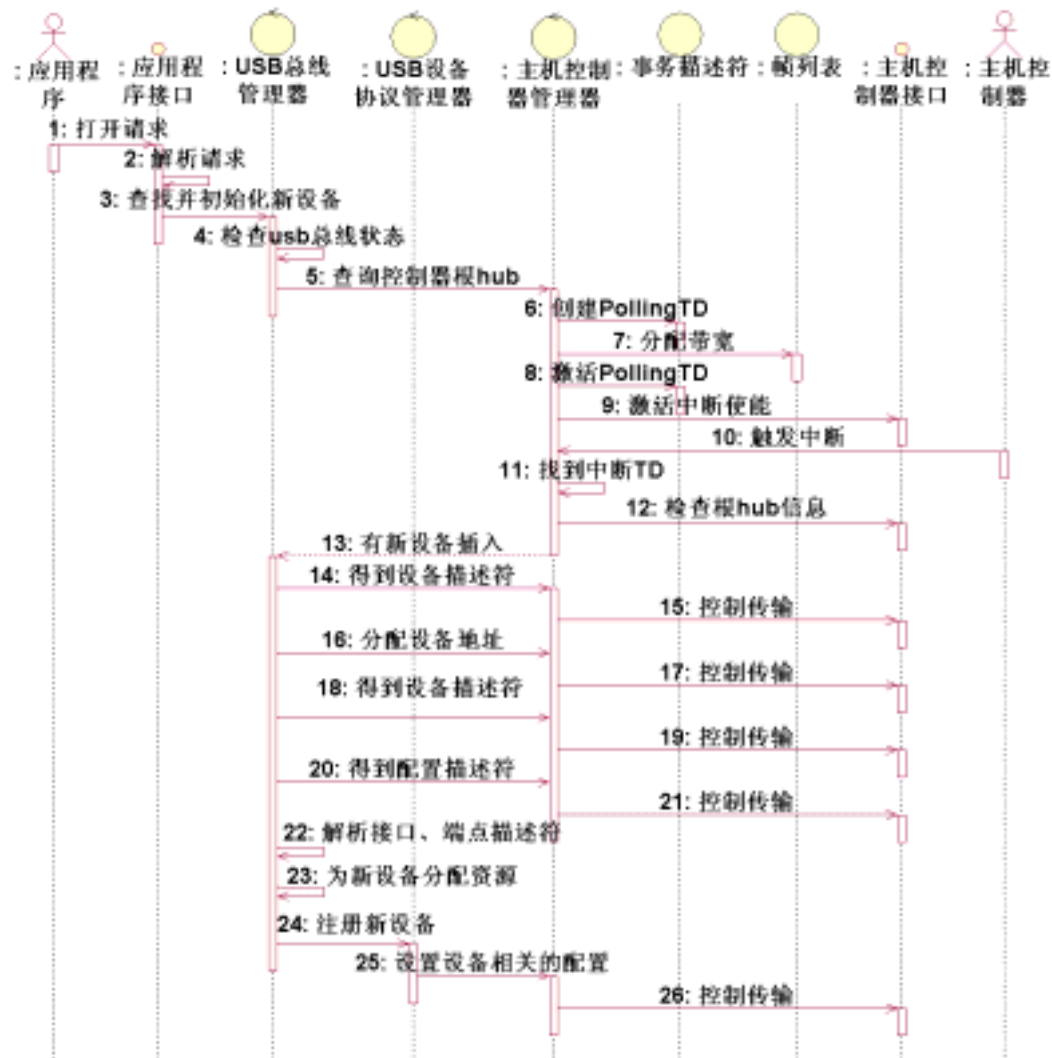 : 应用程
序
: 应用程
序接口
: USB总线
管理器
: USB设备
协议管理器
: 主机控制
器管理器
: 事务描述符
: 帧列表
: 主机控
制器接口
: 主机控
制器
1: 打开请求
2: 解析请求
3: 查找并初始化新设备
4: 检查usb总线状态
5: 查询控制器根hub
6: 创建PollingTD
7: 分配带宽
8: 激活PollingTD
9: 激活中断使能
10: 触发中断
11: 找到中断TD
12: 检查根hub信息
13: 有新设备插入
14: 得到设备描述符
15: 控制传输
16: 分配设备地址
17: 控制传输
18: 得到设备描述符
19: 控制传输
20: 得到配置描述符
21: 控制传输
22: 解析接口、端点描述符
23: 为新设备分配资源
24: 注册新设备
25: 设置设备相关的配置
26: 控制传输